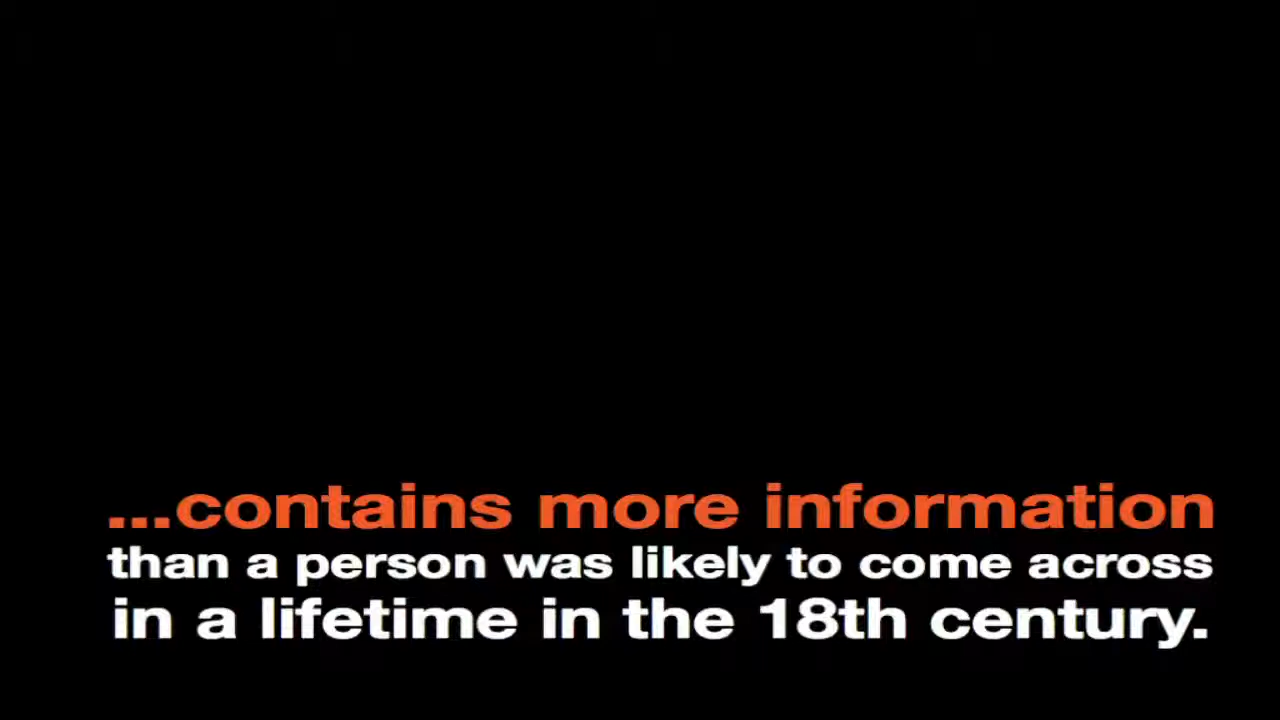 ...contains more information
than a person was likely to come across
in a lifetime in the 18th century.